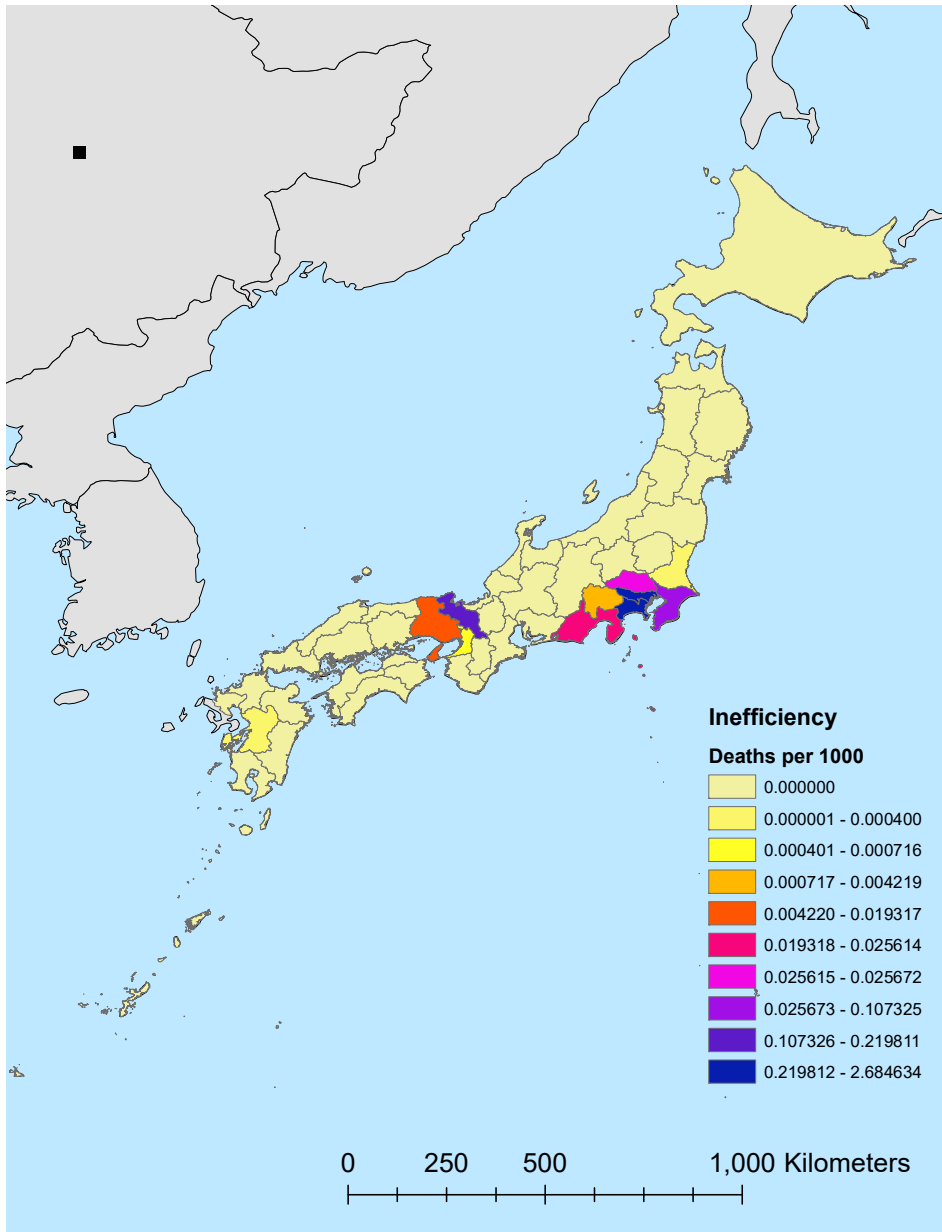 Inefficiency
Deaths per 1000
0.000000
0.000001 - 0.000400
0.000401 - 0.000716
0.000717 - 0.004219
0.004220 - 0.019317
0.019318 - 0.025614
0.025615 - 0.025672
0.025673 - 0.107325
0.107326 - 0.219811
0.219812 - 2.684634
0 250 500 1,000 Kilometers